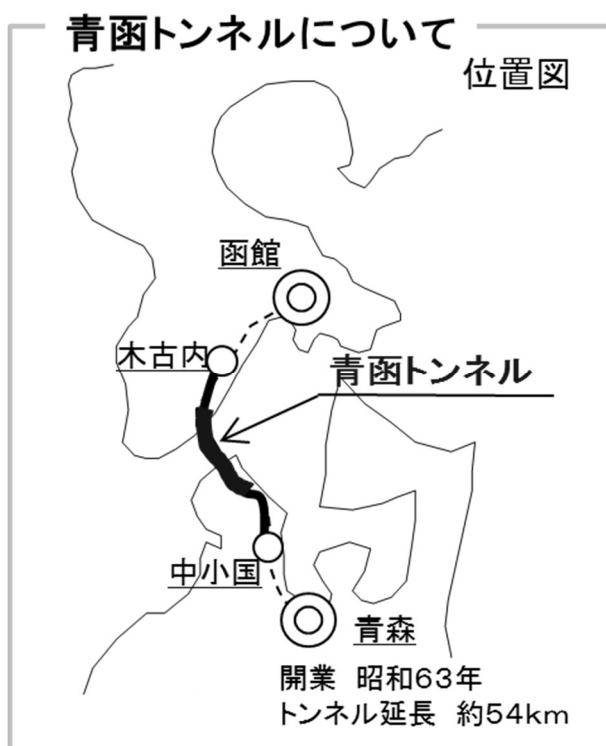 青函トンネルについて
位置図
函館
木古内
青函トンネル
中小国
青森
開業 昭和63年
トンネル延長 約54km